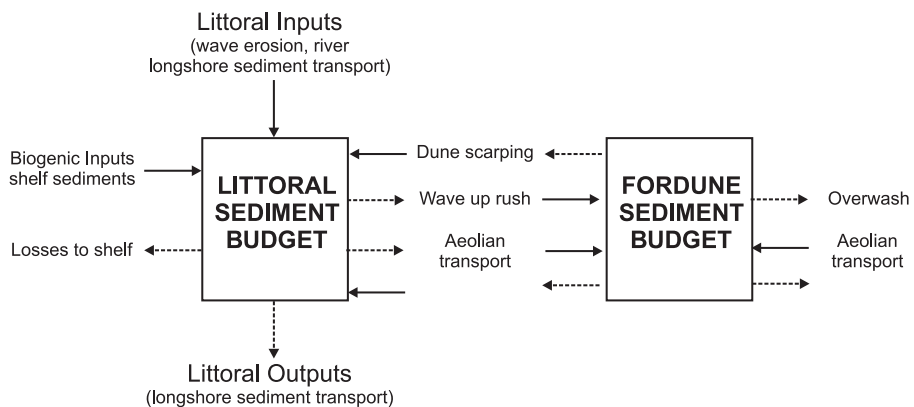 Littoral Inputs
(wave erosion, river
longshore sediment transport)
Biogenic Inputs
shelf sediments
Losses to shelf
LITTORAL
SEDIMENT
BUDGET
Dune scarping
Wave up rush
Aeolian
transport
FORDUNE
SEDIMENT
BUDGET
Overwash
Aeolian
transport
Littoral Outputs
(longshore sediment transport)